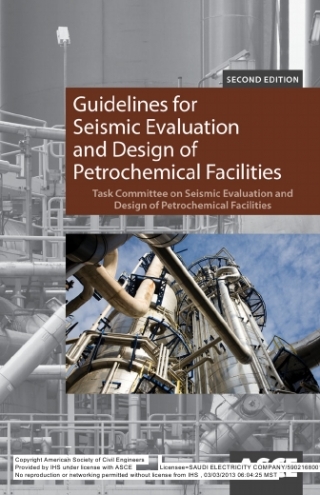 SECOND EDITION
Guidelines for
Seismic Evaluation
and Design of
Petrochemical Facilities
Task Committee on Seismic Evaluation and
Design of Petrochemical Facilities
Copyright American Society of Civil Engineers
Provided by IHS under license with ASCE
Licensee=SAUDI ELECTRICITY COMPANY/5902168001
No reproduction or networking permitted without license from IHS , 03/03/2013 06:04:25 MST
ASCE